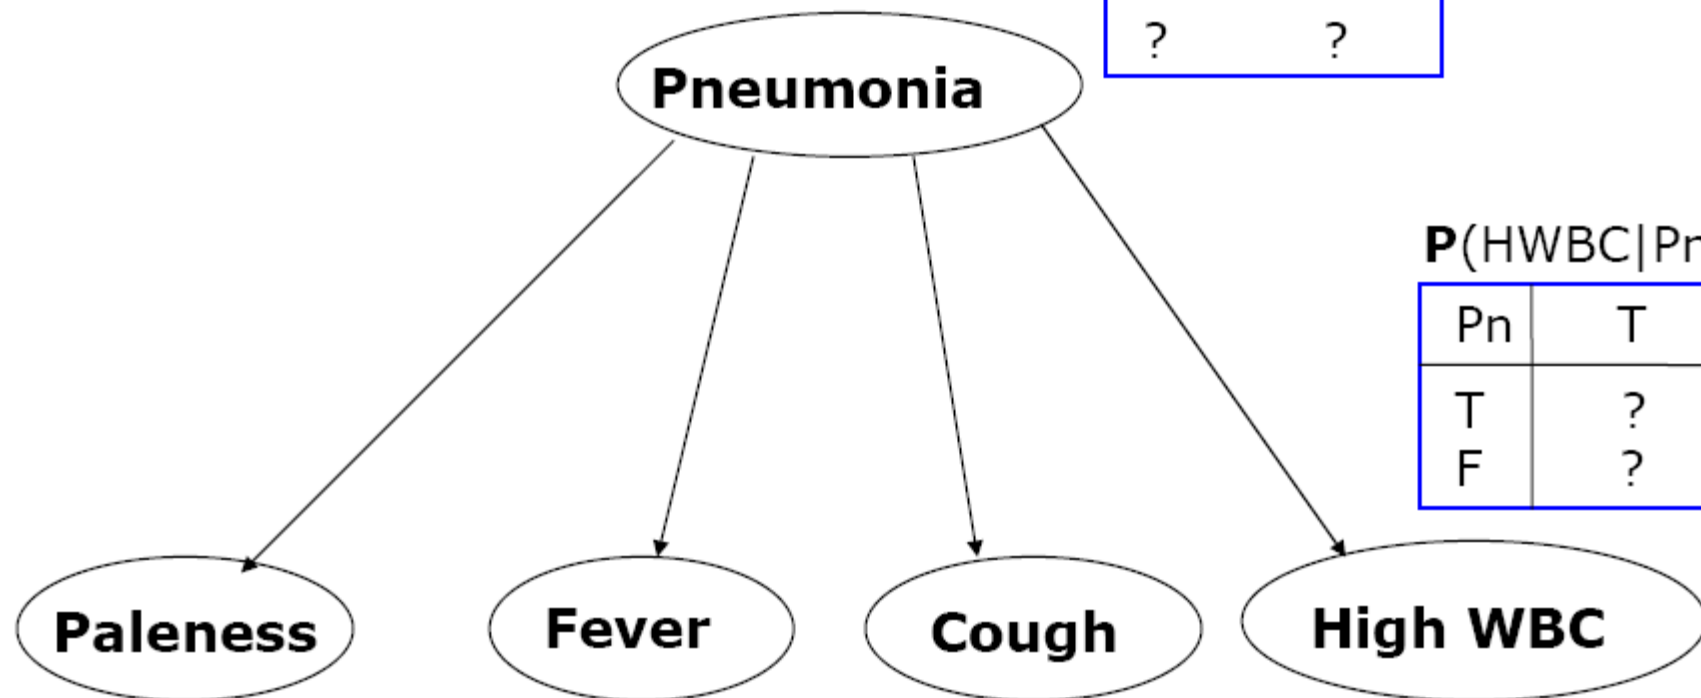 ? ?
Pneumonia
P(HWBC|Pn
Pn T
T ?
F ?
Paleness Fever Cough High WBC